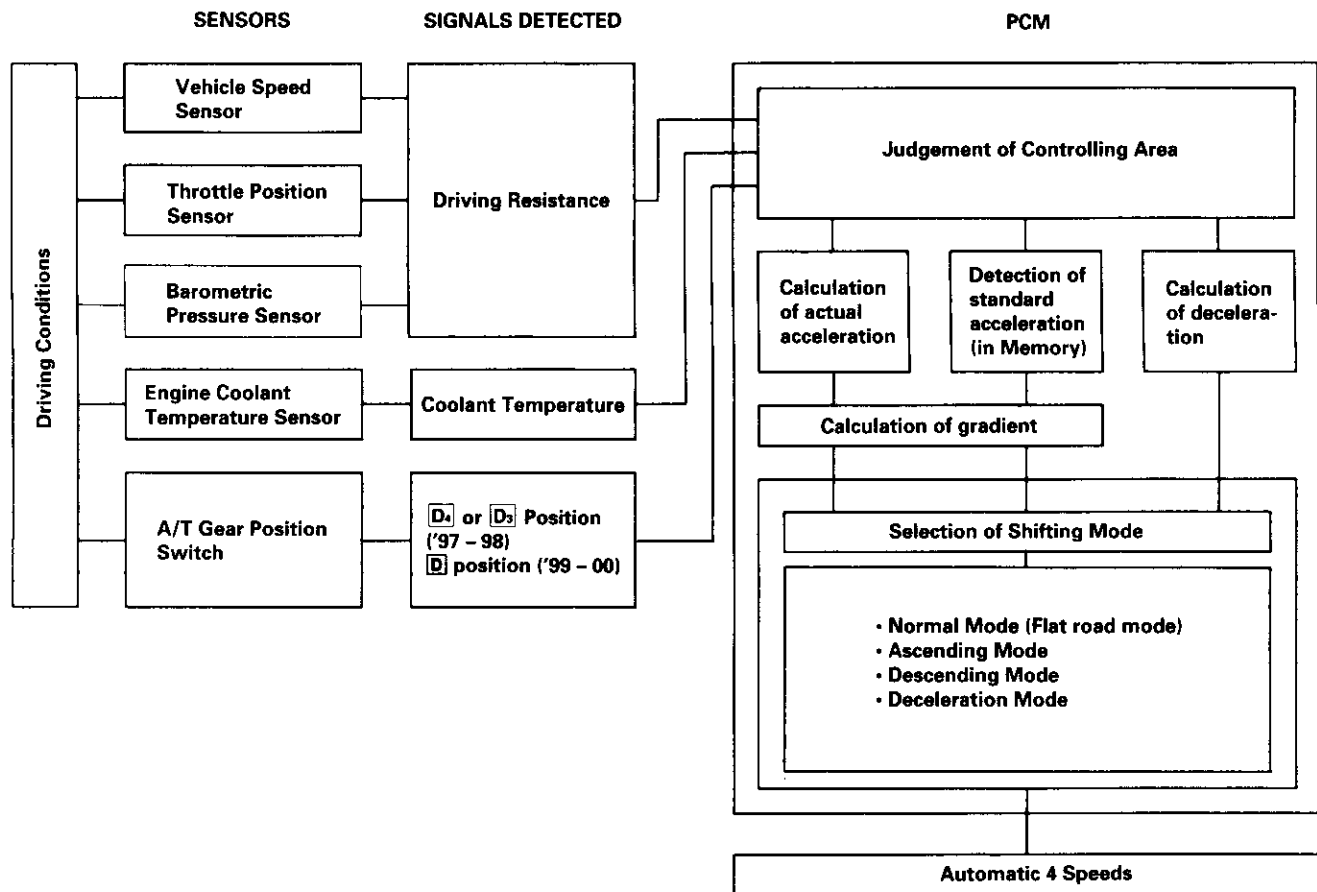 SENSORS
SIGNALS DETECTED
PCM
Driving Conditions
Vehicle Speed
Sensor
Throttle Position
Sensor
Barometric
Pressure Sensor
Engine Coolant
Temperature Sensor
A/T Gear Position
Switch
Driving Resistance
Coolant Temperature
D4 or D3 Position
('97 – 98)
D position ('99 – 00)
Judgement of Controlling Area
Calculation
of actual
acceleration
Detection of
standard
acceleration
(in Memory)
Calculation
of decelera-
tion
Calculation of gradient
Selection of Shifting Mode
• Normal Mode (Flat road mode)
• Ascending Mode
• Descending Mode
• Deceleration Mode
Automatic 4 Speeds